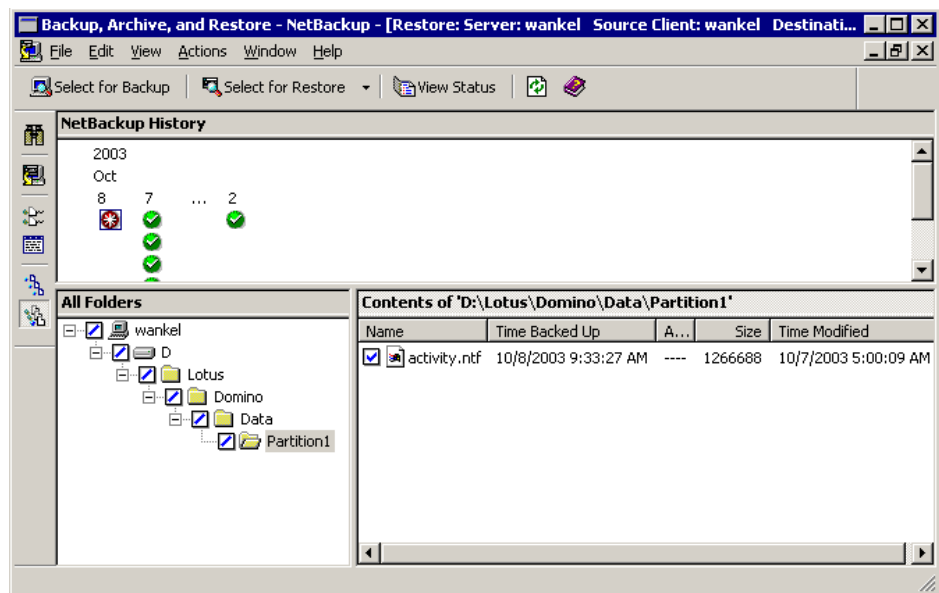 Backup, Archive, and Restore - NetBackup - [Restore: Server: wankel Source Client: wankel Destinati...
File Edit View Actions Window Help
Select for Backup Select for Restore View Status
NetBackup History
2003
Oct
8 7 ... 2
All Folders
wankel
D
Lotus
Domino
Data
Partition1
Contents of 'D:\Lotus\Domino\Data\Partition1'
Name Time Backed Up A... Size Time Modified
activity.ntf 10/8/2003 9:33:27 AM ---- 1266688 10/7/2003 5:00:09 AM